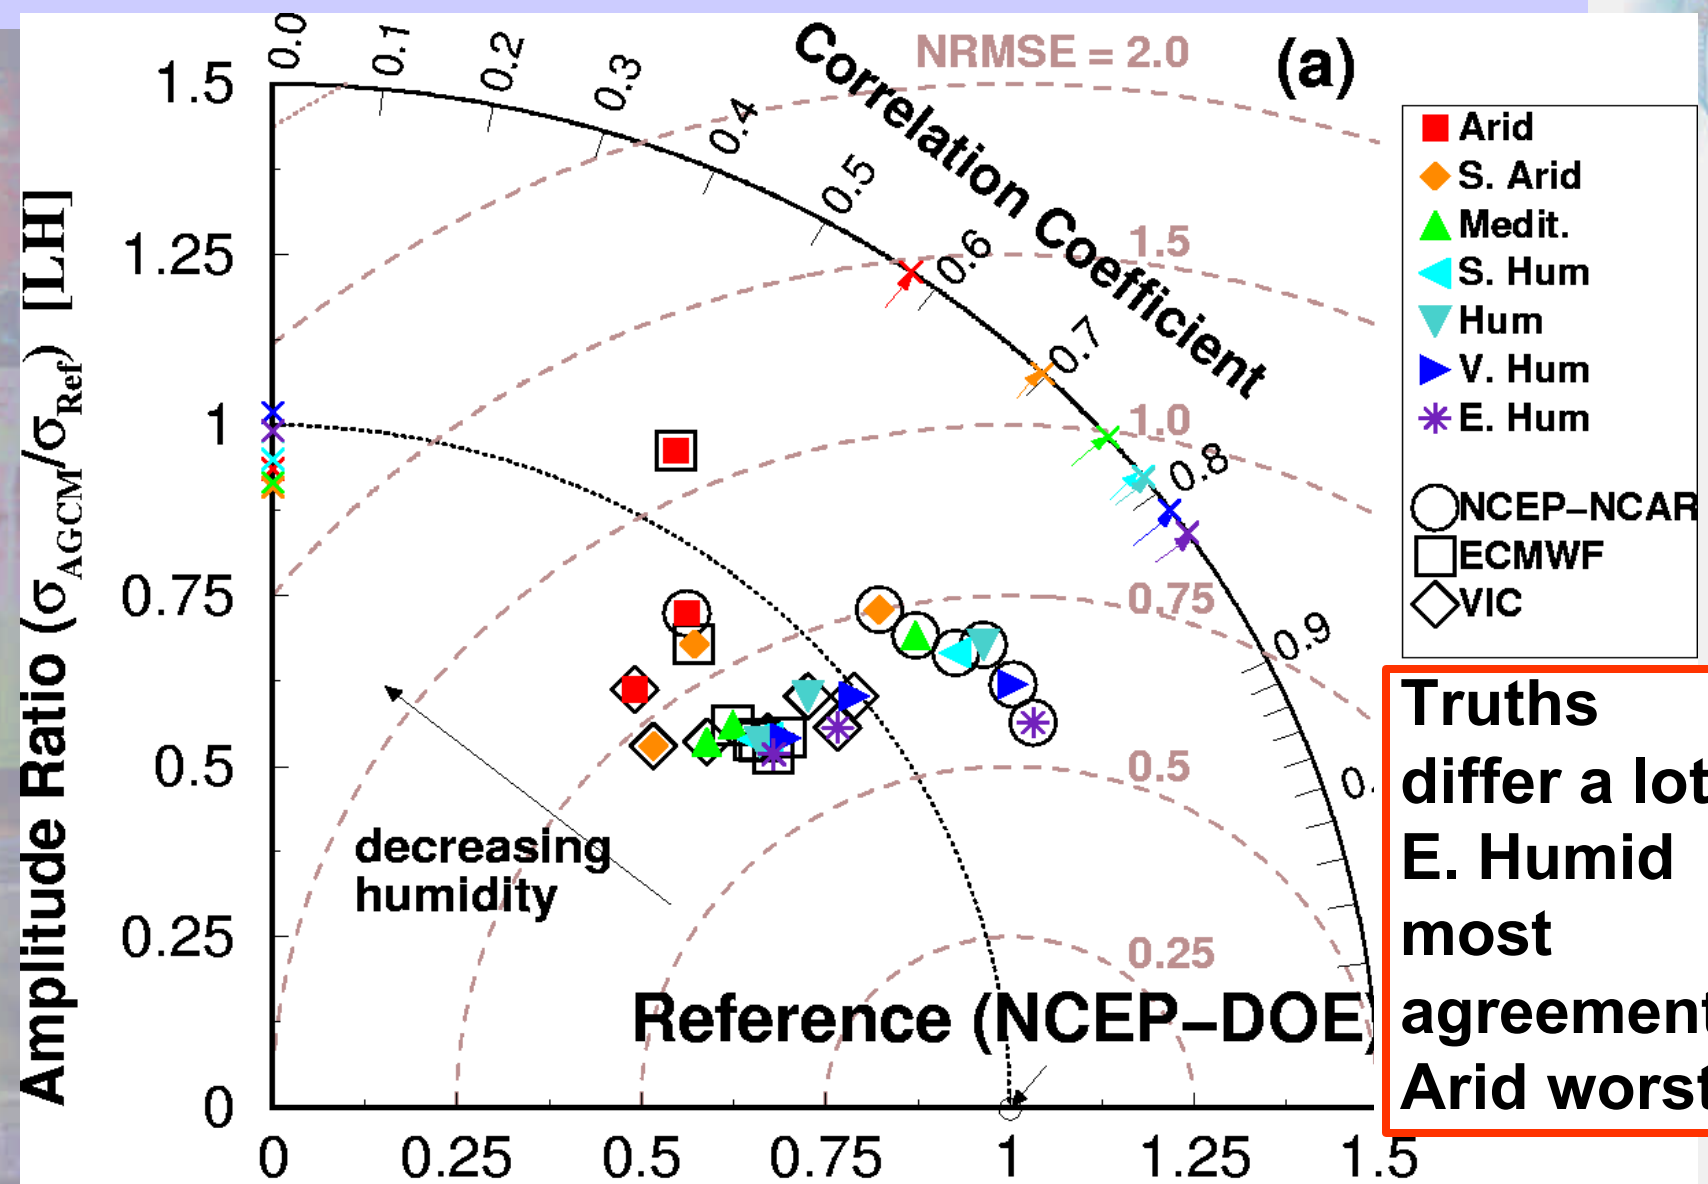 0.0
0.1
0.2
0.3
0.4
0.5
0.6
0.7
0.8
0.9
0.
Correlation Coefficient
NRMSE = 2.0
1.5
1.0
0.75
0.5
0.25
(a)
Amplitude Ratio (σAGCM/σRef) [LH]
1.5
1.25
1
0.75
0.5
0.25
0
decreasing
humidity
Reference (NCEP–DOE)
0 0.25 0.5 0.75 1 1.25 1.5
Arid
S. Arid
Medit.
S. Hum
Hum
V. Hum
E. Hum
NCEP–NCAR
ECMWF
VIC
Truths
differ a lot
E. Humid
most
agreement
Arid worst